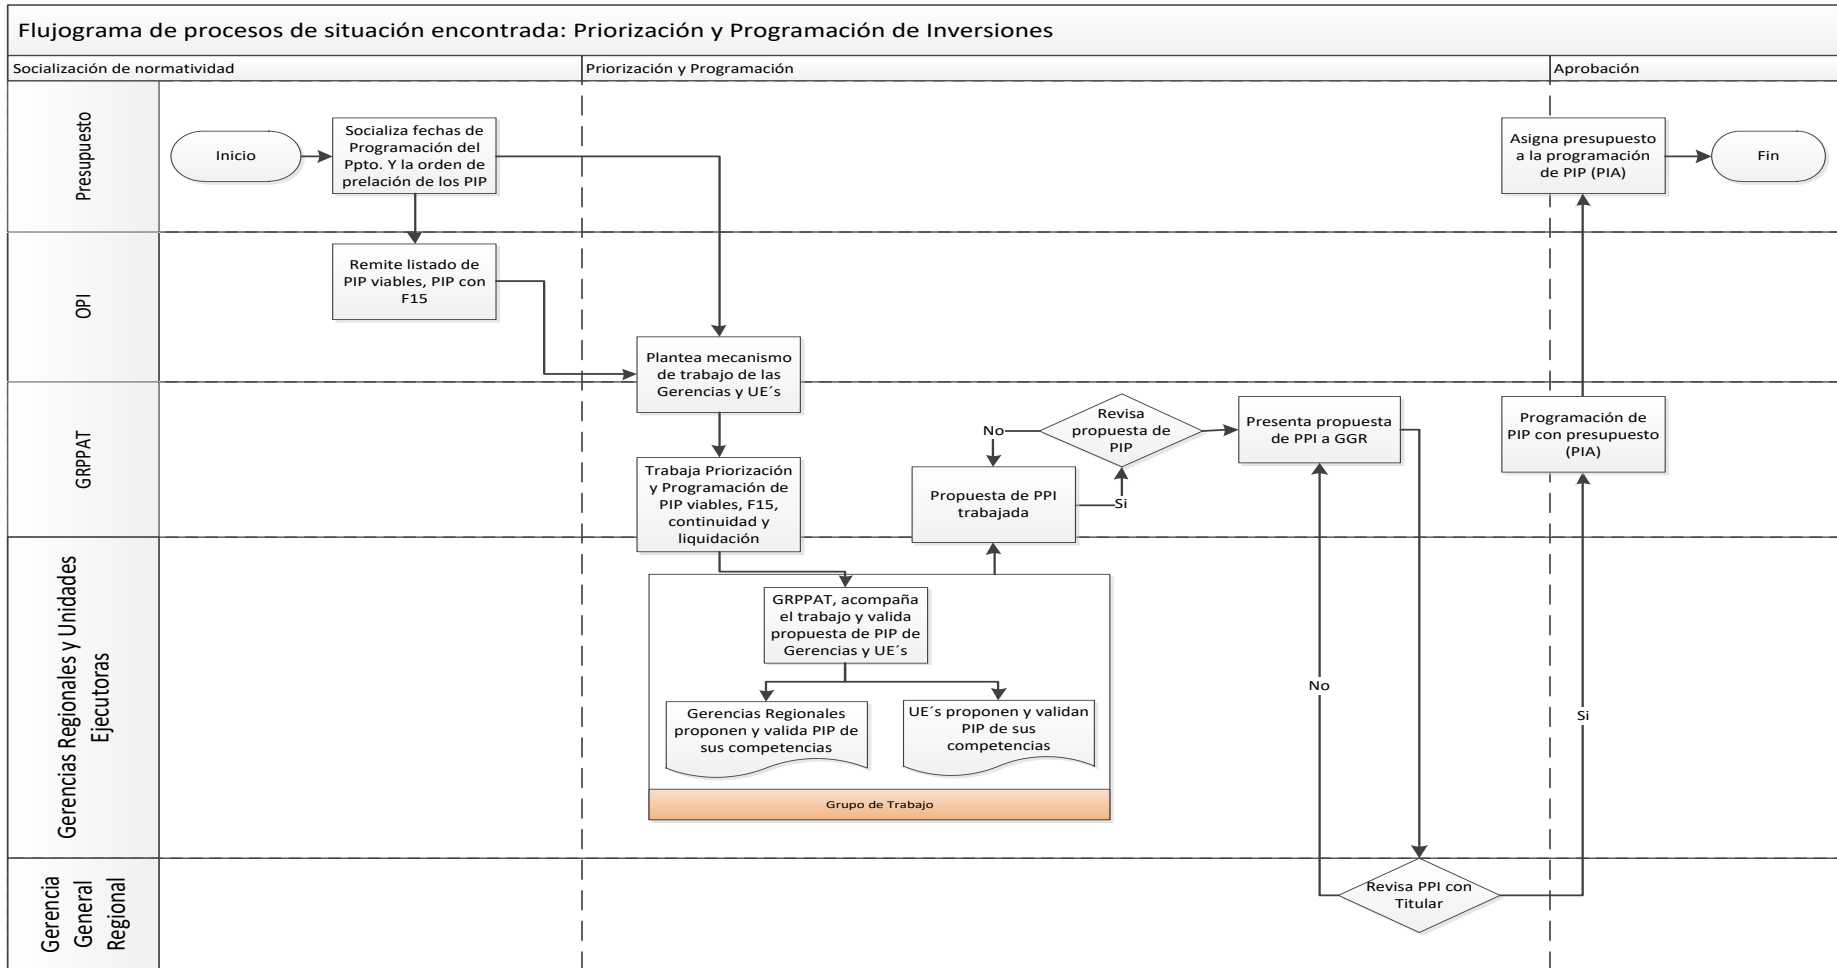 Flujograma de procesos de situación encontrada: Priorización y Programación de Inversiones
Socialización de normatividad
Priorización y Programación
Aprobación
Presupuesto
Inicio
Socializa fechas de
Programación del
Ppto. Y la orden de
prelación de los PIP
Asigna presupuesto
a la programación
de PIP (PIA)
Fin
OPI
Remite listado de
PIP viables, PIP con
F15
Plantea mecanismo
de trabajo de las
Gerencias y UE´s
GRPPAT
Trabaja Priorización
y Programación de
PIP viables, F15,
continuidad y
liquidación
No
Revisa
propuesta de
PIP
Si
Propuesta de PPI
trabajada
Presenta propuesta
de PPI a GGR
Programación de
PIP con presupuesto
(PIA)
Gerencias Regionales y Unidades
Ejecutoras
GRPPAT, acompaña
el trabajo y valida
propuesta de PIP de
Gerencias y UE´s
Gerencias Regionales
proponen y valida PIP de
sus competencias
UE´s proponen y validan
PIP de sus
competencias
Grupo de Trabajo
No
Si
Gerencia
General
Regional
Revisa PPI con
Titular